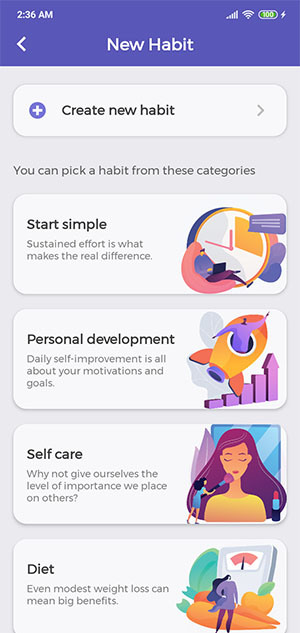 2:36 AM
100
New Habit
Create new habit
You can pick a habit from these categories
Start simple
Sustained effort is what
makes the real difference.
Personal development
Daily self-improvement is all
about your motivations and
goals.
Self care
Why not give ourselves the
level of importance we place
on others?
Diet
Even modest weight loss can
mean big benefits.